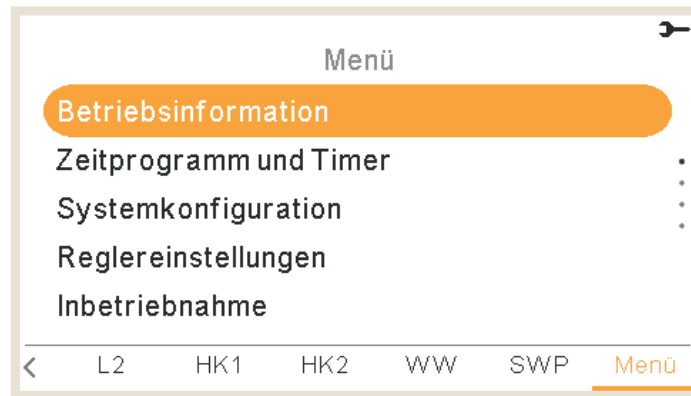 Menü
Betriebsinformation
Zeitprogramm und Timer
Systemkonfiguration
Reglereinstellungen
Inbetriebnahme
< L2 HK1 HK2 WW SWP Menü